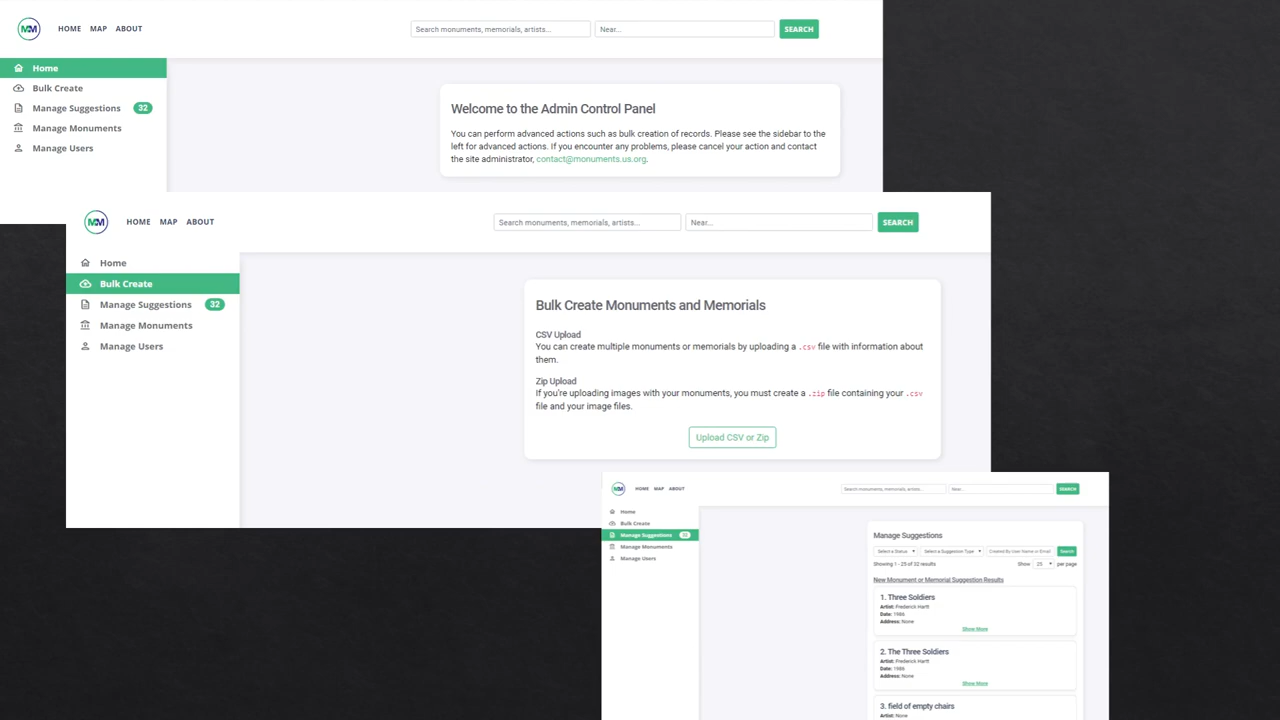 MM
HOME MAP ABOUT
Search monuments, memorials, artists...
Near...
SEARCH
Home
Bulk Create
Manage Suggestions 32
Manage Monuments
Manage Users
Welcome to the Admin Control Panel
You can perform advanced actions such as bulk creation of records. Please see the sidebar to the
left for advanced actions. If you encounter any problems, please cancel your action and contact
the site administrator, contact@monuments.us.org.
MM
HOME MAP ABOUT
Search monuments, memorials, artists...
Near...
SEARCH
Home
Bulk Create
Manage Suggestions 32
Manage Monuments
Manage Users
Bulk Create Monuments and Memorials
CSV Upload
You can create multiple monuments or memorials by uploading a .csv file with information about
them.
Zip Upload
If you're uploading images with your monuments, you must create a .zip file containing your .csv
file and your image files.
Upload CSV or Zip
MM
HOME MAP ABOUT
Search monuments, memorials, artists...
Near...
SEARCH
Home
Bulk Create
Manage Suggestions 32
Manage Monuments
Manage Users
Manage Suggestions
Select a Status
Select a Suggestion Type
Created By User Name or Email
Search
Showing 1 - 25 of 32 results
Show 25 per page
New Monument or Memorial Suggestion Results
1. Three Soldiers
Artist: Frederick Hartt
Date: 1986
Address: None
Show More
2. The Three Soldiers
Artist: Frederick Hartt
Date: 1986
Address: None
Show More
3. field of empty chairs
Artist: None